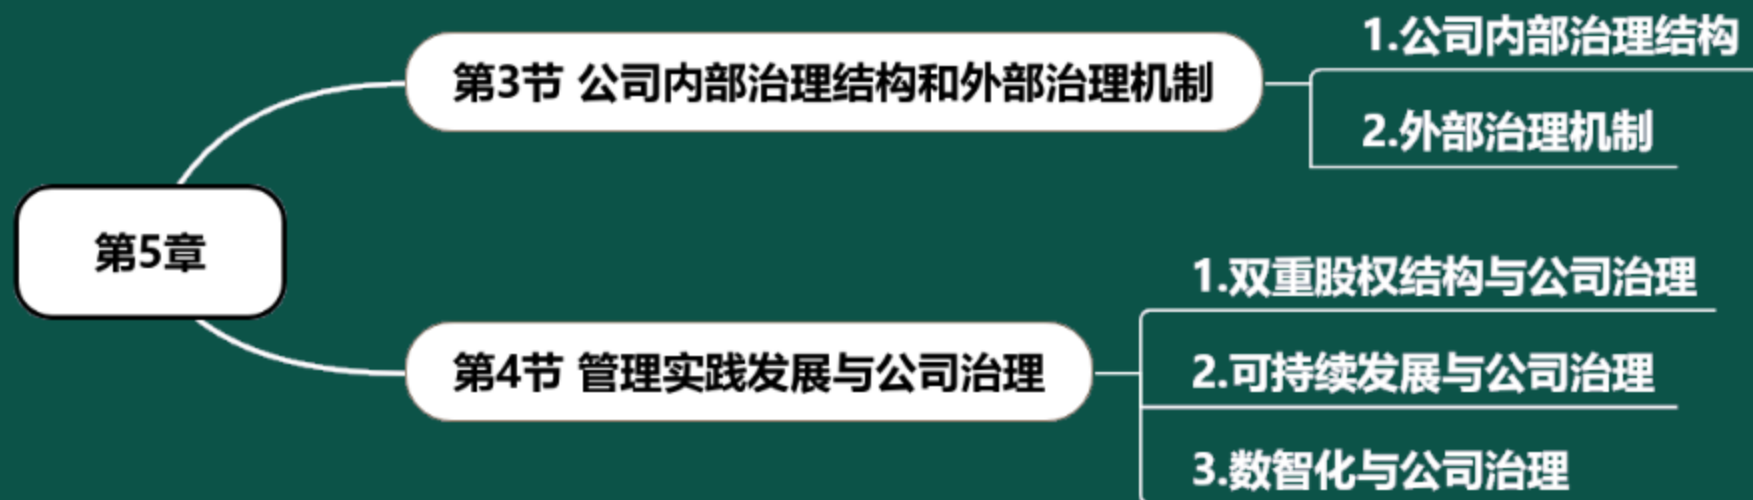 第5章
第3节 公司内部治理结构和外部治理机制
1.公司内部治理结构
2.外部治理机制
第4节 管理实践发展与公司治理
1.双重股权结构与公司治理
2.可持续发展与公司治理
3.数智化与公司治理